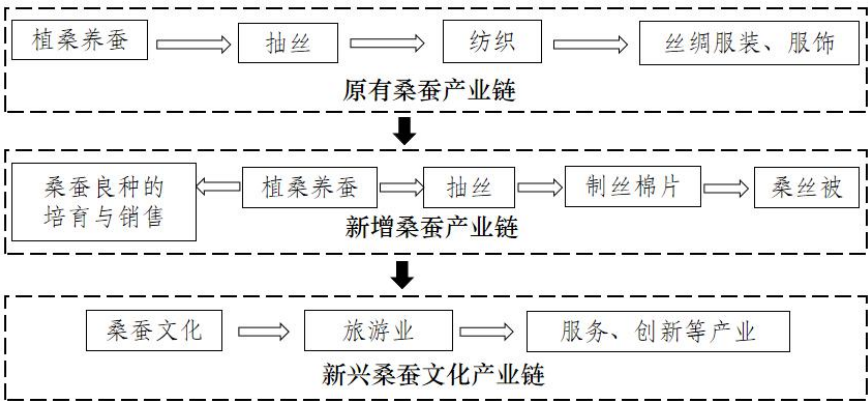 植桑养蚕
抽丝
纺织
丝绸服装、服饰
原有桑蚕产业链
桑蚕良种的
培育与销售
植桑养蚕
抽丝
制丝棉片
桑丝被
新增桑蚕产业链
桑蚕文化
旅游业
服务、创新等产业
新兴桑蚕文化产业链